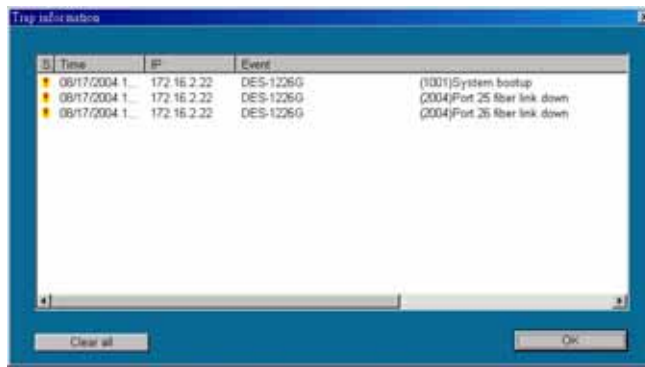 Trap information
S Time IP Event
08/17/2004 1... 172.16.2.22 DES-1226G (1001)System bootup
08/17/2004 1... 172.16.2.22 DES-1226G (2004)Port 25 fiber link down
08/17/2004 1... 172.16.2.22 DES-1226G (2004)Port 26 fiber link down
Clear all OK